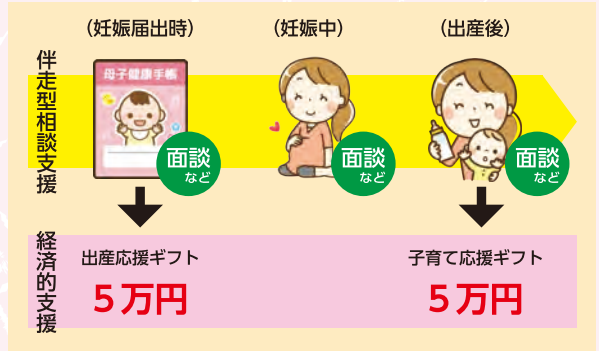 (妊娠届出時)
(妊娠中)
(出産後)
伴走型相談支援
母子健康手帳
面談
など
面談
など
面談
など
経済的支援
出産応援ギフト
5万円
子育て応援ギフト
5万円